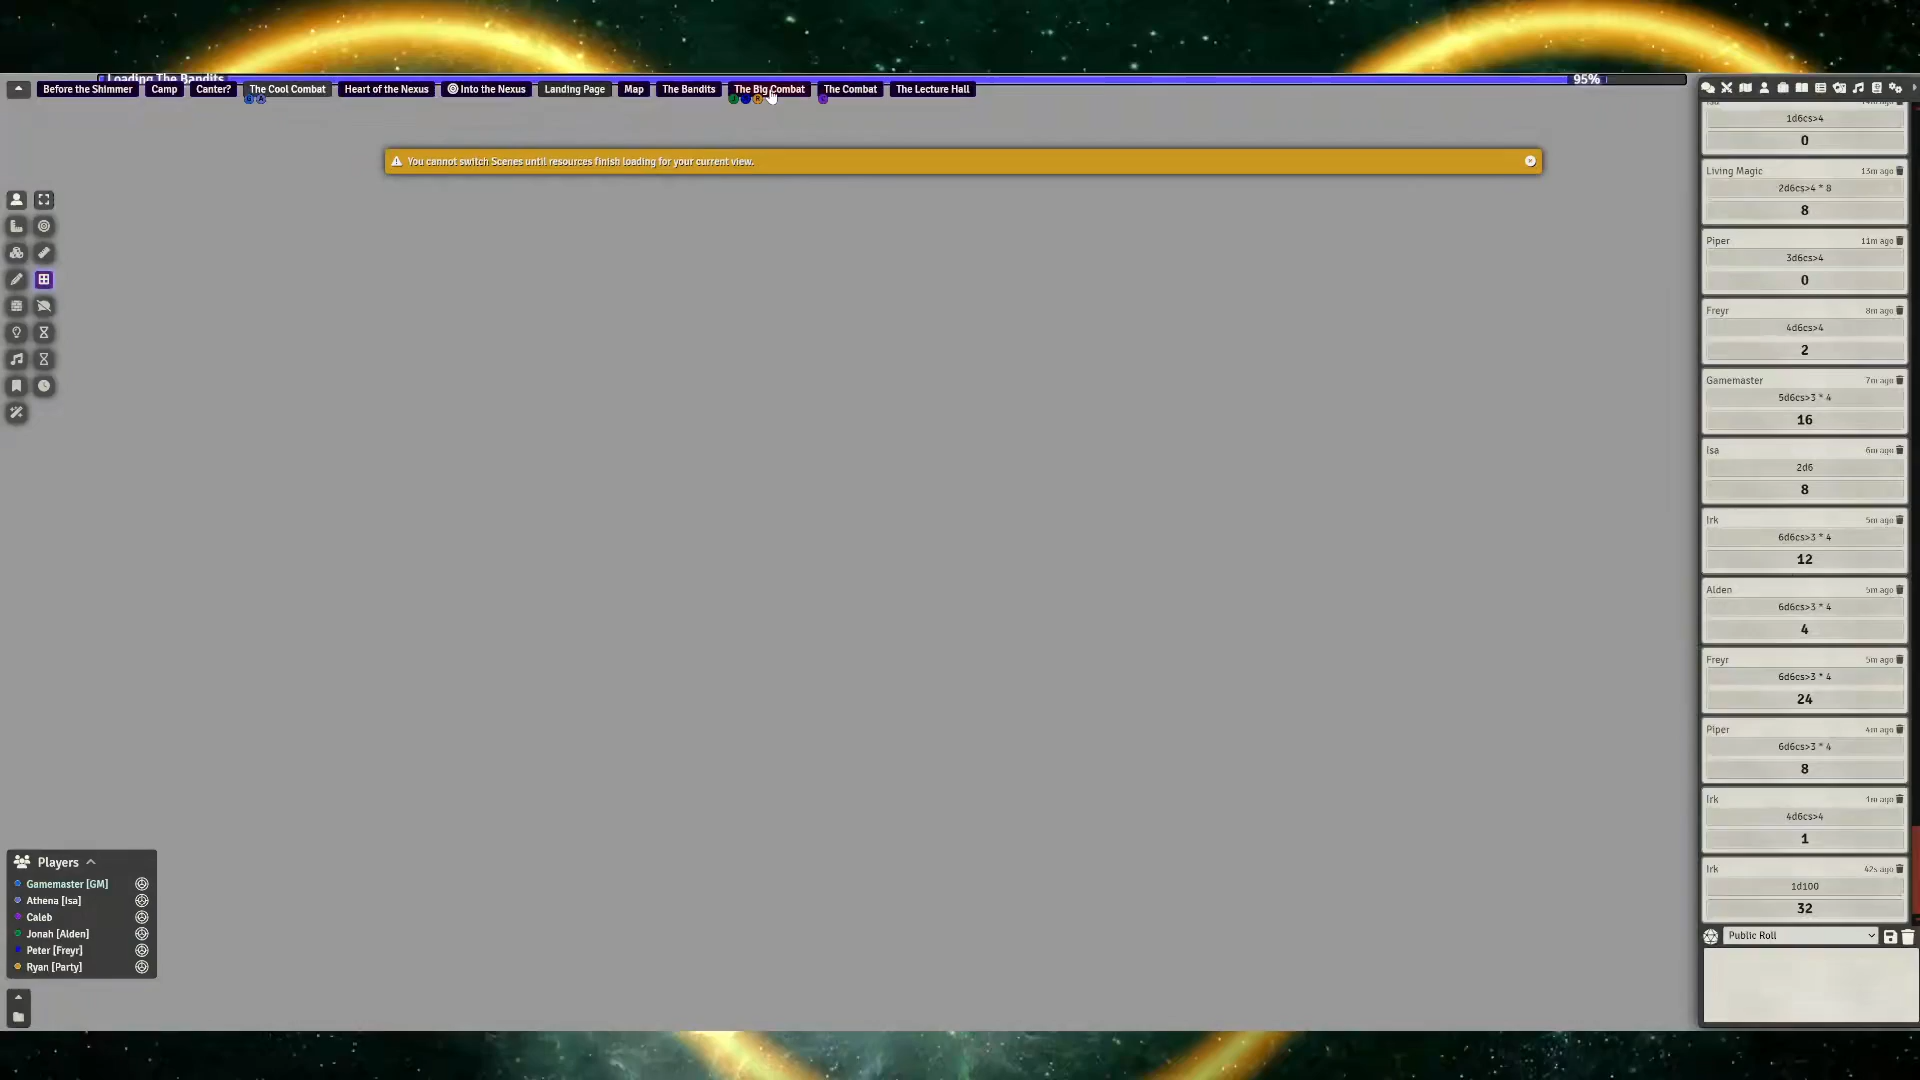 Loading The Bandits
95%
Before the Shimmer
Camp
Canter?
The Cool Combat
Heart of the Nexus
Into the Nexus
Landing Page
Map
The Bandits
The Big Combat
The Combat
The Lecture Hall
You cannot switch Scenes until resources finish loading for your current view.
1d6cs>4
0
Living Magic 13m ago
2d6cs>4 * 8
8
Piper 11m ago
3d6cs>4
0
Freyr 8m ago
4d6cs>4
2
Gamemaster 7m ago
5d6cs>3 * 4
16
Isa 6m ago
2d6
8
Irk 5m ago
6d6cs>3 * 4
12
Alden 5m ago
6d6cs>3 * 4
4
Freyr 5m ago
6d6cs>3 * 4
24
Piper 4m ago
6d6cs>3 * 4
8
Irk 1m ago
4d6cs>4
1
Irk 42s ago
1d100
32
Public Roll
Players
Gamemaster [GM]
Athena [Isa]
Caleb
Jonah [Alden]
Peter [Freyr]
Ryan [Party]